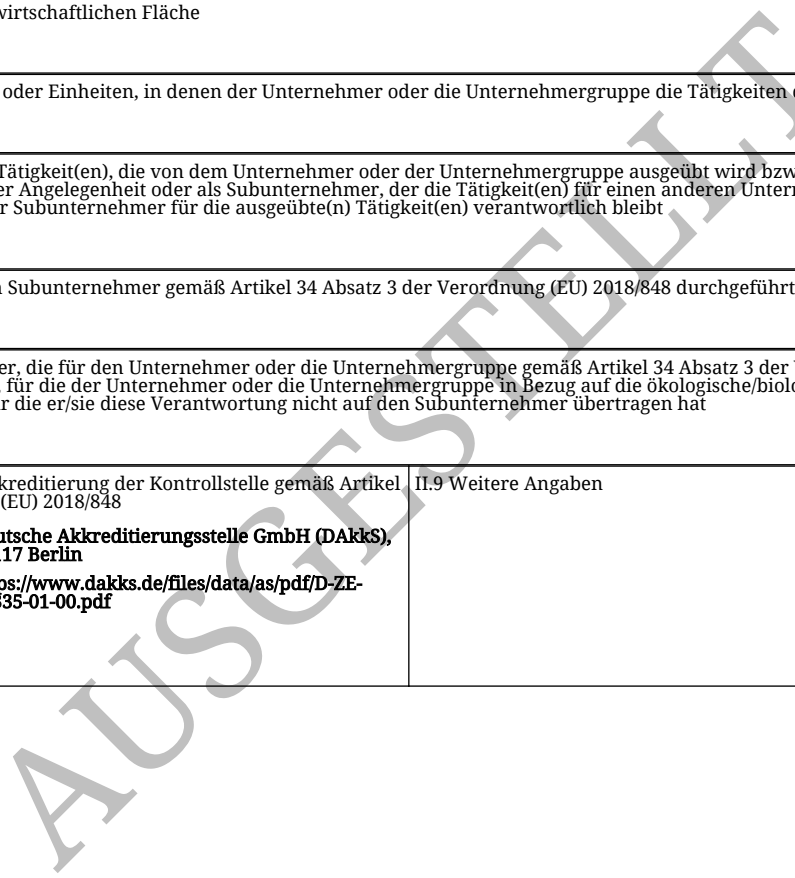 wirtschaftlichen Fläche
oder Einheiten, in denen der Unternehmer oder die Unternehmergruppe die Tätigkeiten
Tätigkeit(en), die von dem Unternehmer oder der Unternehmergruppe ausgeübt wird bzw
er Angelegenheit oder als Subunternehmer, der die Tätigkeit(en) für einen anderen Untern
r Subunternehmer für die ausgeübte(n) Tätigkeit(en) verantwortlich bleibt
Subunternehmer gemäß Artikel 34 Absatz 3 der Verordnung (EU) 2018/848 durchgeführt
er, die für den Unternehmer oder die Unternehmergruppe gemäß Artikel 34 Absatz 3 der
für die der Unternehmer oder die Unternehmergruppe in Bezug auf die ökologische/biolo
r die er/sie diese Verantwortung nicht auf den Subunternehmer übertragen hat
kreditierung der Kontrollstelle gemäß Artikel
(EU) 2018/848
utsche Akkreditierungsstelle GmbH (DAkkS),
117 Berlin
ps://www.dakks.de/files/data/as/pdf/D-ZE-
535-01-00.pdf
II.9 Weitere Angaben
AUSGESTELLT